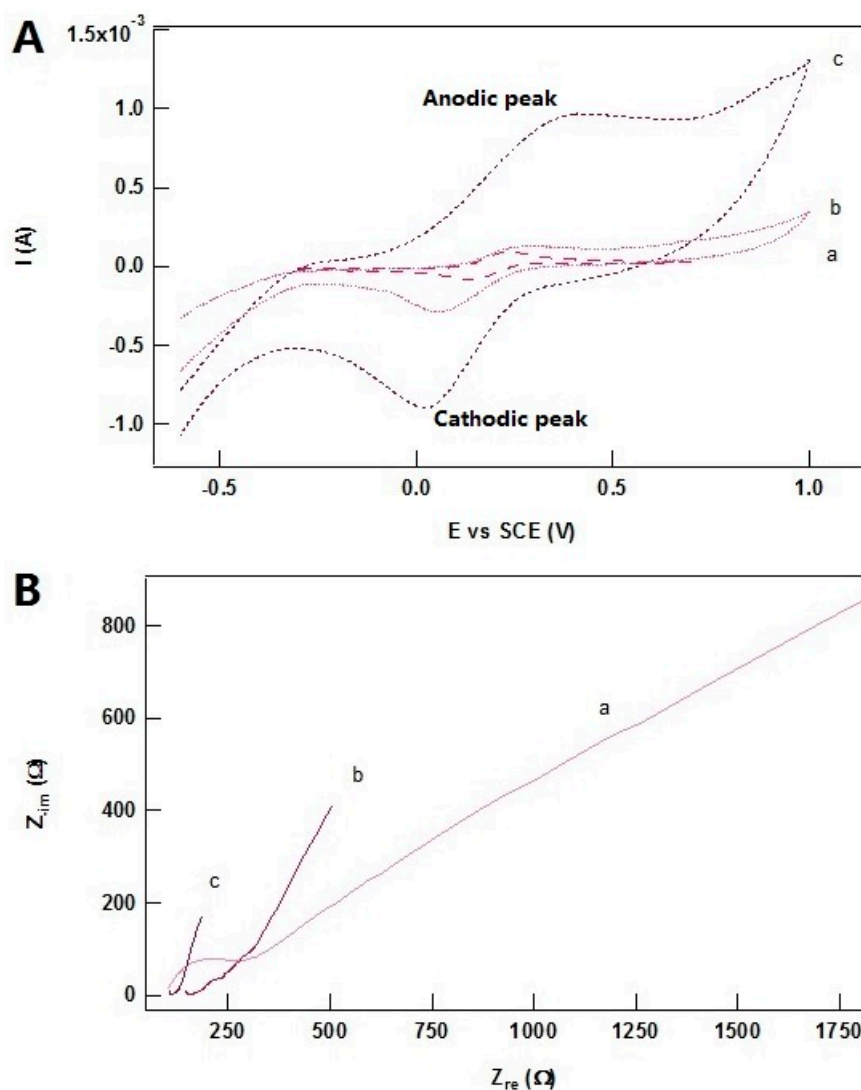 A
1.5x10⁻³
c
Anodic peak
1.0
0.5
b
I (A)
0.0
a
-0.5
Cathodic peak
-1.0
-0.5 0.0 0.5 1.0
E vs SCE (V)
B
800
a
600
Z-im (Ω)
b
400
c
200
0
250 500 750 1000 1250 1500 1750
Zre (Ω)